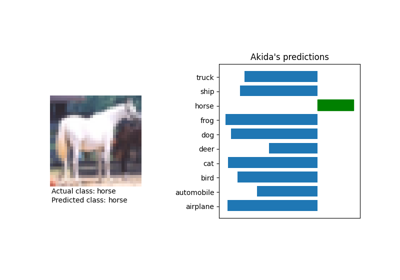 Akida's predictions
truck
ship
horse
frog
dog
deer
cat
bird
automobile
airplane
Actual class: horse
Predicted class: horse